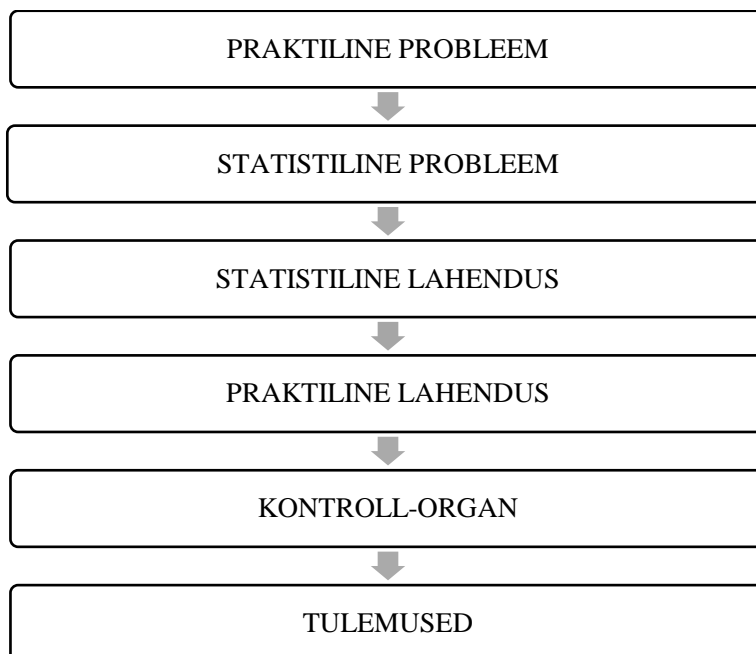 PRAKTILINE PROBLEEM
STATISTILINE PROBLEEM
STATISTILINE LAHENDUS
PRAKTILINE LAHENDUS
KONTROLL-ORGAN
TULEMUSED